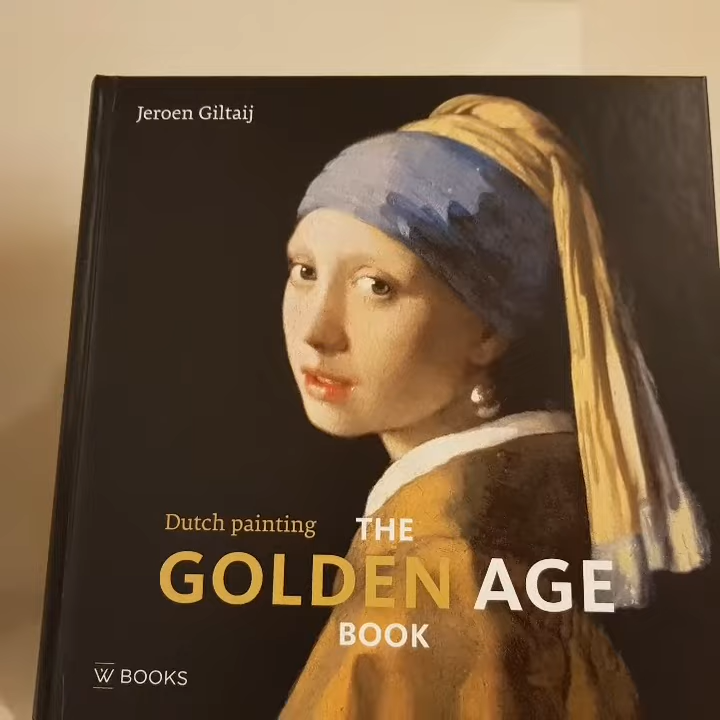 Jeroen Giltaij
Dutch painting THE
GOLDEN AGE
BOOK
W BOOKS